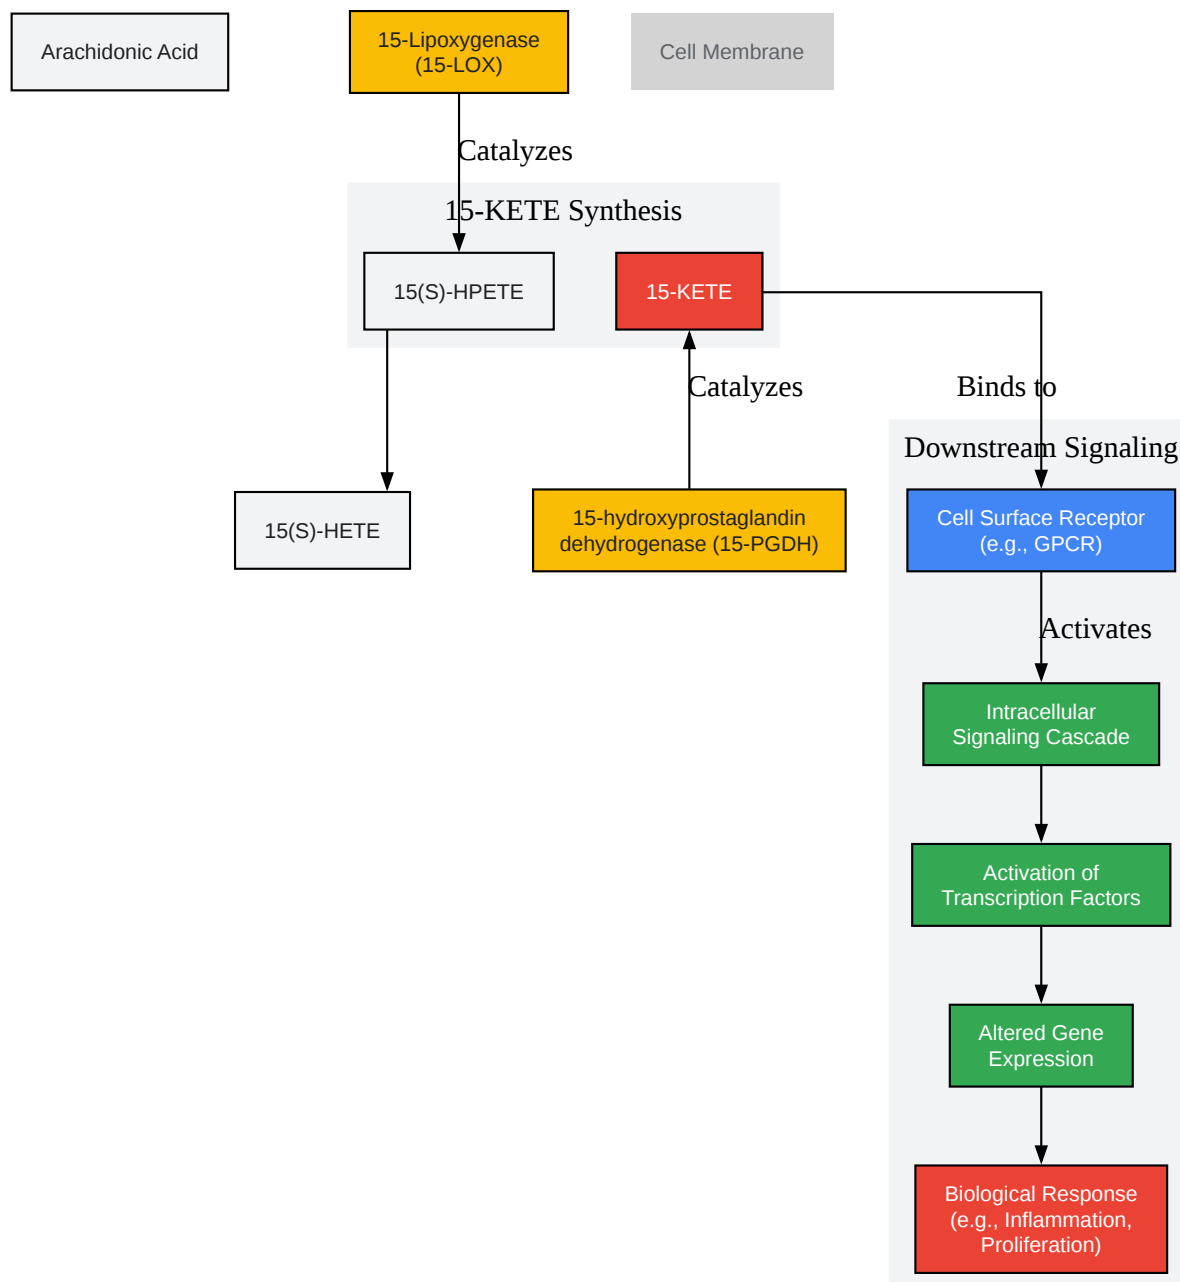 Arachidonic Acid
15-Lipoxygenase
(15-LOX)
Cell Membrane
Catalyzes
15-KETE Synthesis
15(S)-HPETE
15-KETE
Catalyzes
Binds to
Downstream Signaling
15(S)-HETE
15-hydroxyprostaglandin
dehydrogenase (15-PGDH)
Cell Surface Receptor
(e.g., GPCR)
Activates
Intracellular
Signaling Cascade
Activation of
Transcription Factors
Altered Gene
Expression
Biological Response
(e.g., Inflammation,
Proliferation)